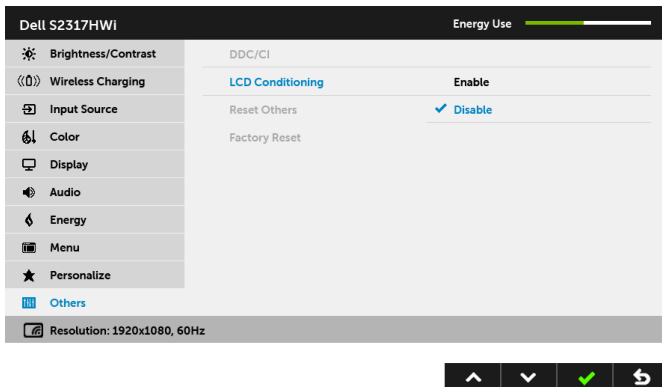 Dell S2317HWi Energy Use
Brightness/Contrast DDC/CI
Wireless Charging LCD Conditioning Enable
Input Source Reset Others Disable
Color Factory Reset
Display
Audio
Energy
Menu
Personalize
Others
Resolution: 1920x1080, 60Hz